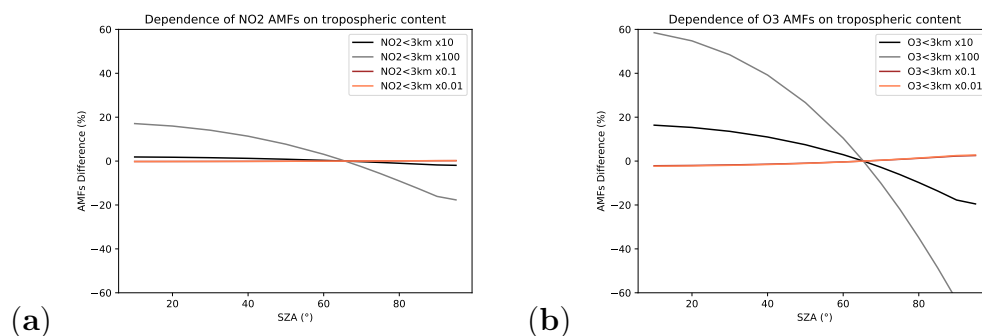 Dependence of NO2 AMFs on tropospheric content
60
40
20
0
−20
−40
−60
AMFs Difference (%)
NO2<3km x10
NO2<3km x100
NO2<3km x0.1
NO2<3km x0.01
20
40
60
80
SZA (°)
(a)
Dependence of O3 AMFs on tropospheric content
60
40
20
0
−20
−40
−60
AMFs Difference (%)
O3<3km x10
O3<3km x100
O3<3km x0.1
O3<3km x0.01
20
40
60
80
SZA (°)
(b)